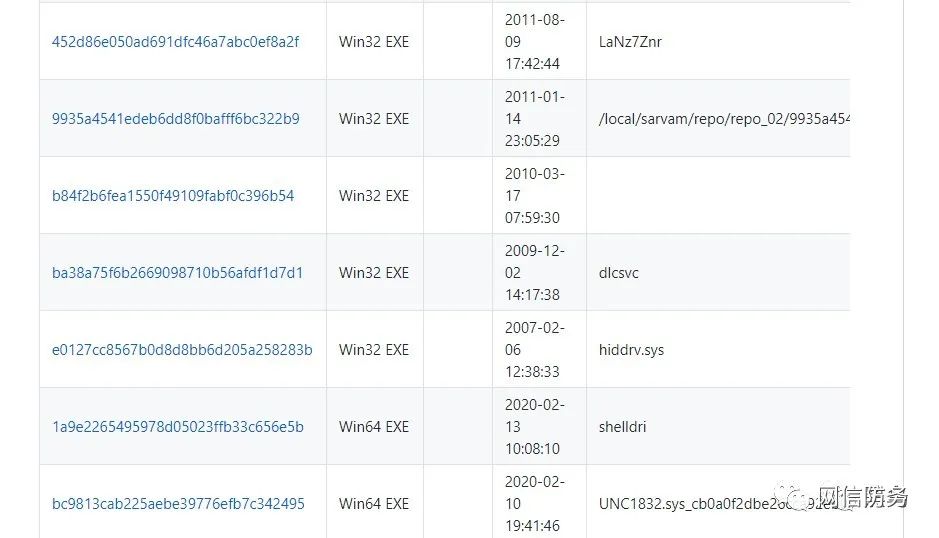 2011-08-
452d86e050ad691dfc46a7abc0ef8a2f Win32 EXE 09 LaNz7Znr
17:42:44
2011-01-
9935a4541edeb6dd8f0bafff6bc322b9 Win32 EXE 14 /local/sarvam/repo/repo_02/9935a454
23:05:29
2010-03-
b84f2b6fea1550f49109fabf0c396b54 Win32 EXE 17
07:59:30
2009-12-
ba38a75f6b2669098710b56afdf1d7d1 Win32 EXE 02 dlcsvc
14:17:38
2007-02-
e0127cc8567b0d8d8bb6d205a258283b Win32 EXE 06 hiddrv.sys
12:38:33
2020-02-
1a9e2265495978d05023ffb33c656e5b Win64 EXE 13 shelldri
10:08:10
2020-02-
bc9813cab225aebe39776efb7c342495 Win64 EXE 10
19:41:46
网信防务